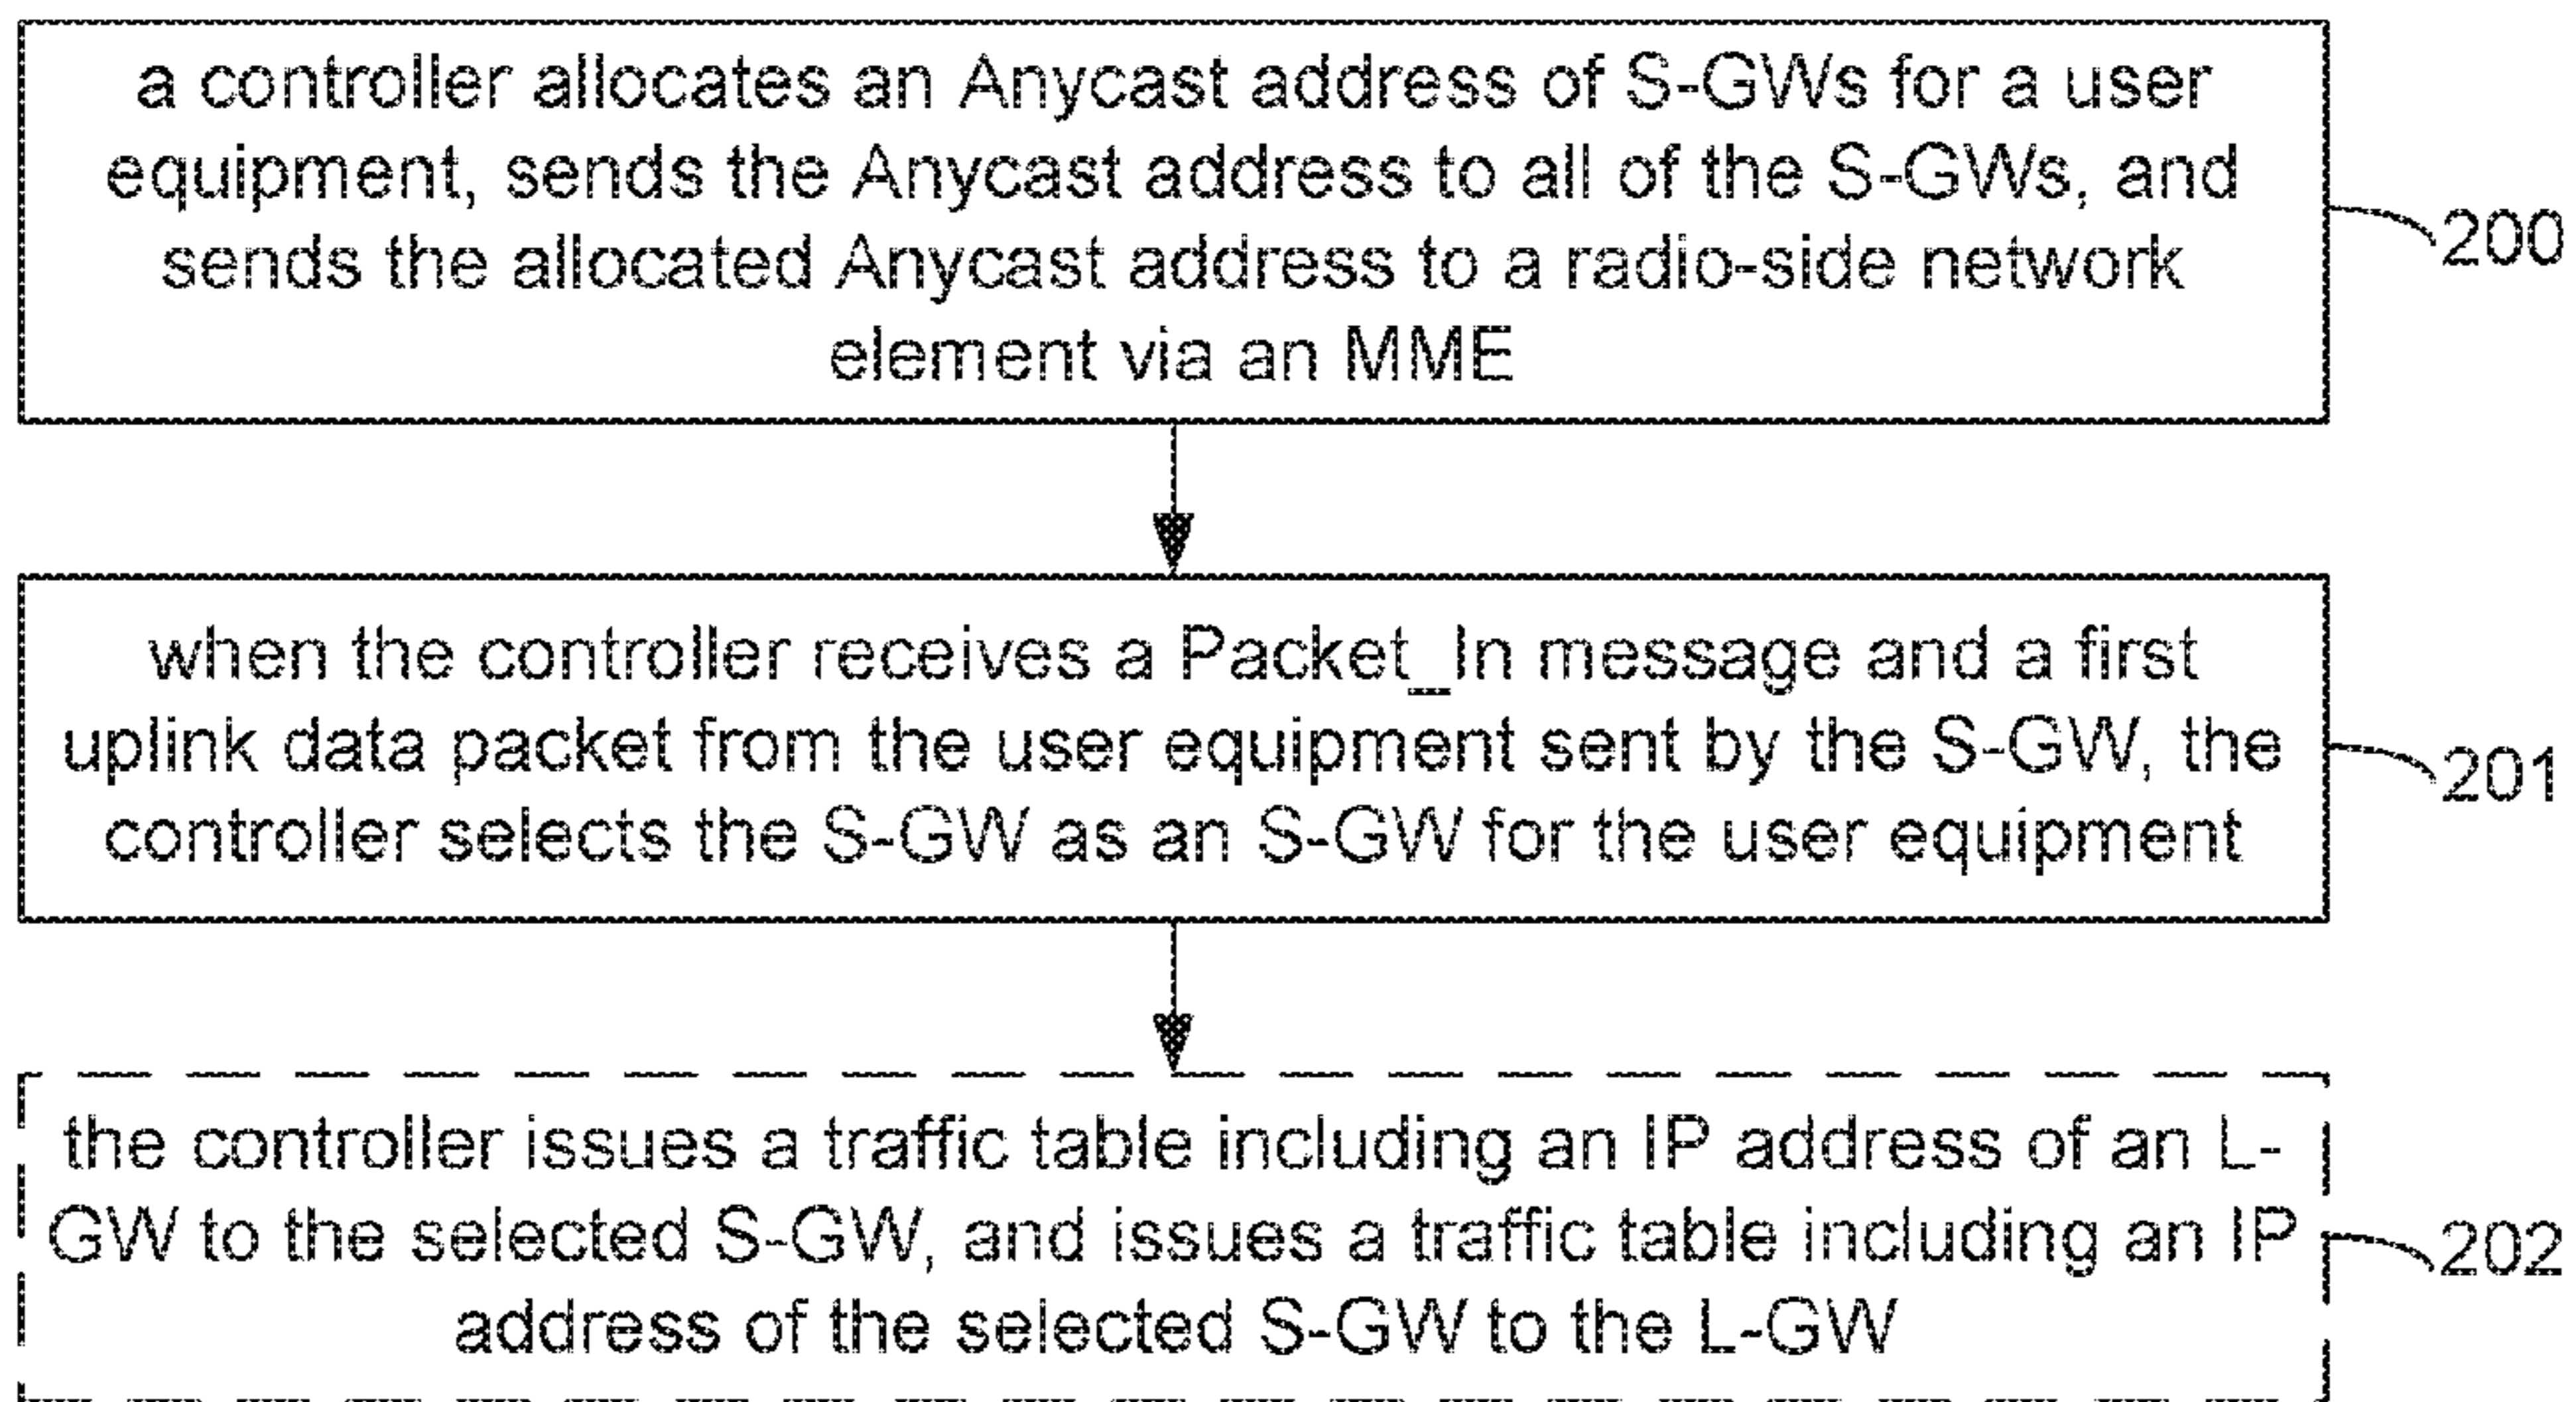 a controller allocates an Anycast address of S-GWs for a user
equipment, sends the Anycast address to all of the S-GWs, and
sends the allocated Anycast address to a radio-side network
element via an MME
200
when the controller receives a Packet_In message and a first
uplink data packet from the user equipment sent by the S-GW, the
controller selects the S-GW as an S-GW for the user equipment
201
the controller issues a traffic table including an IP address of an L-
GW to the selected S-GW, and issues a traffic table including an IP
address of the selected S-GW to the L-GW
202